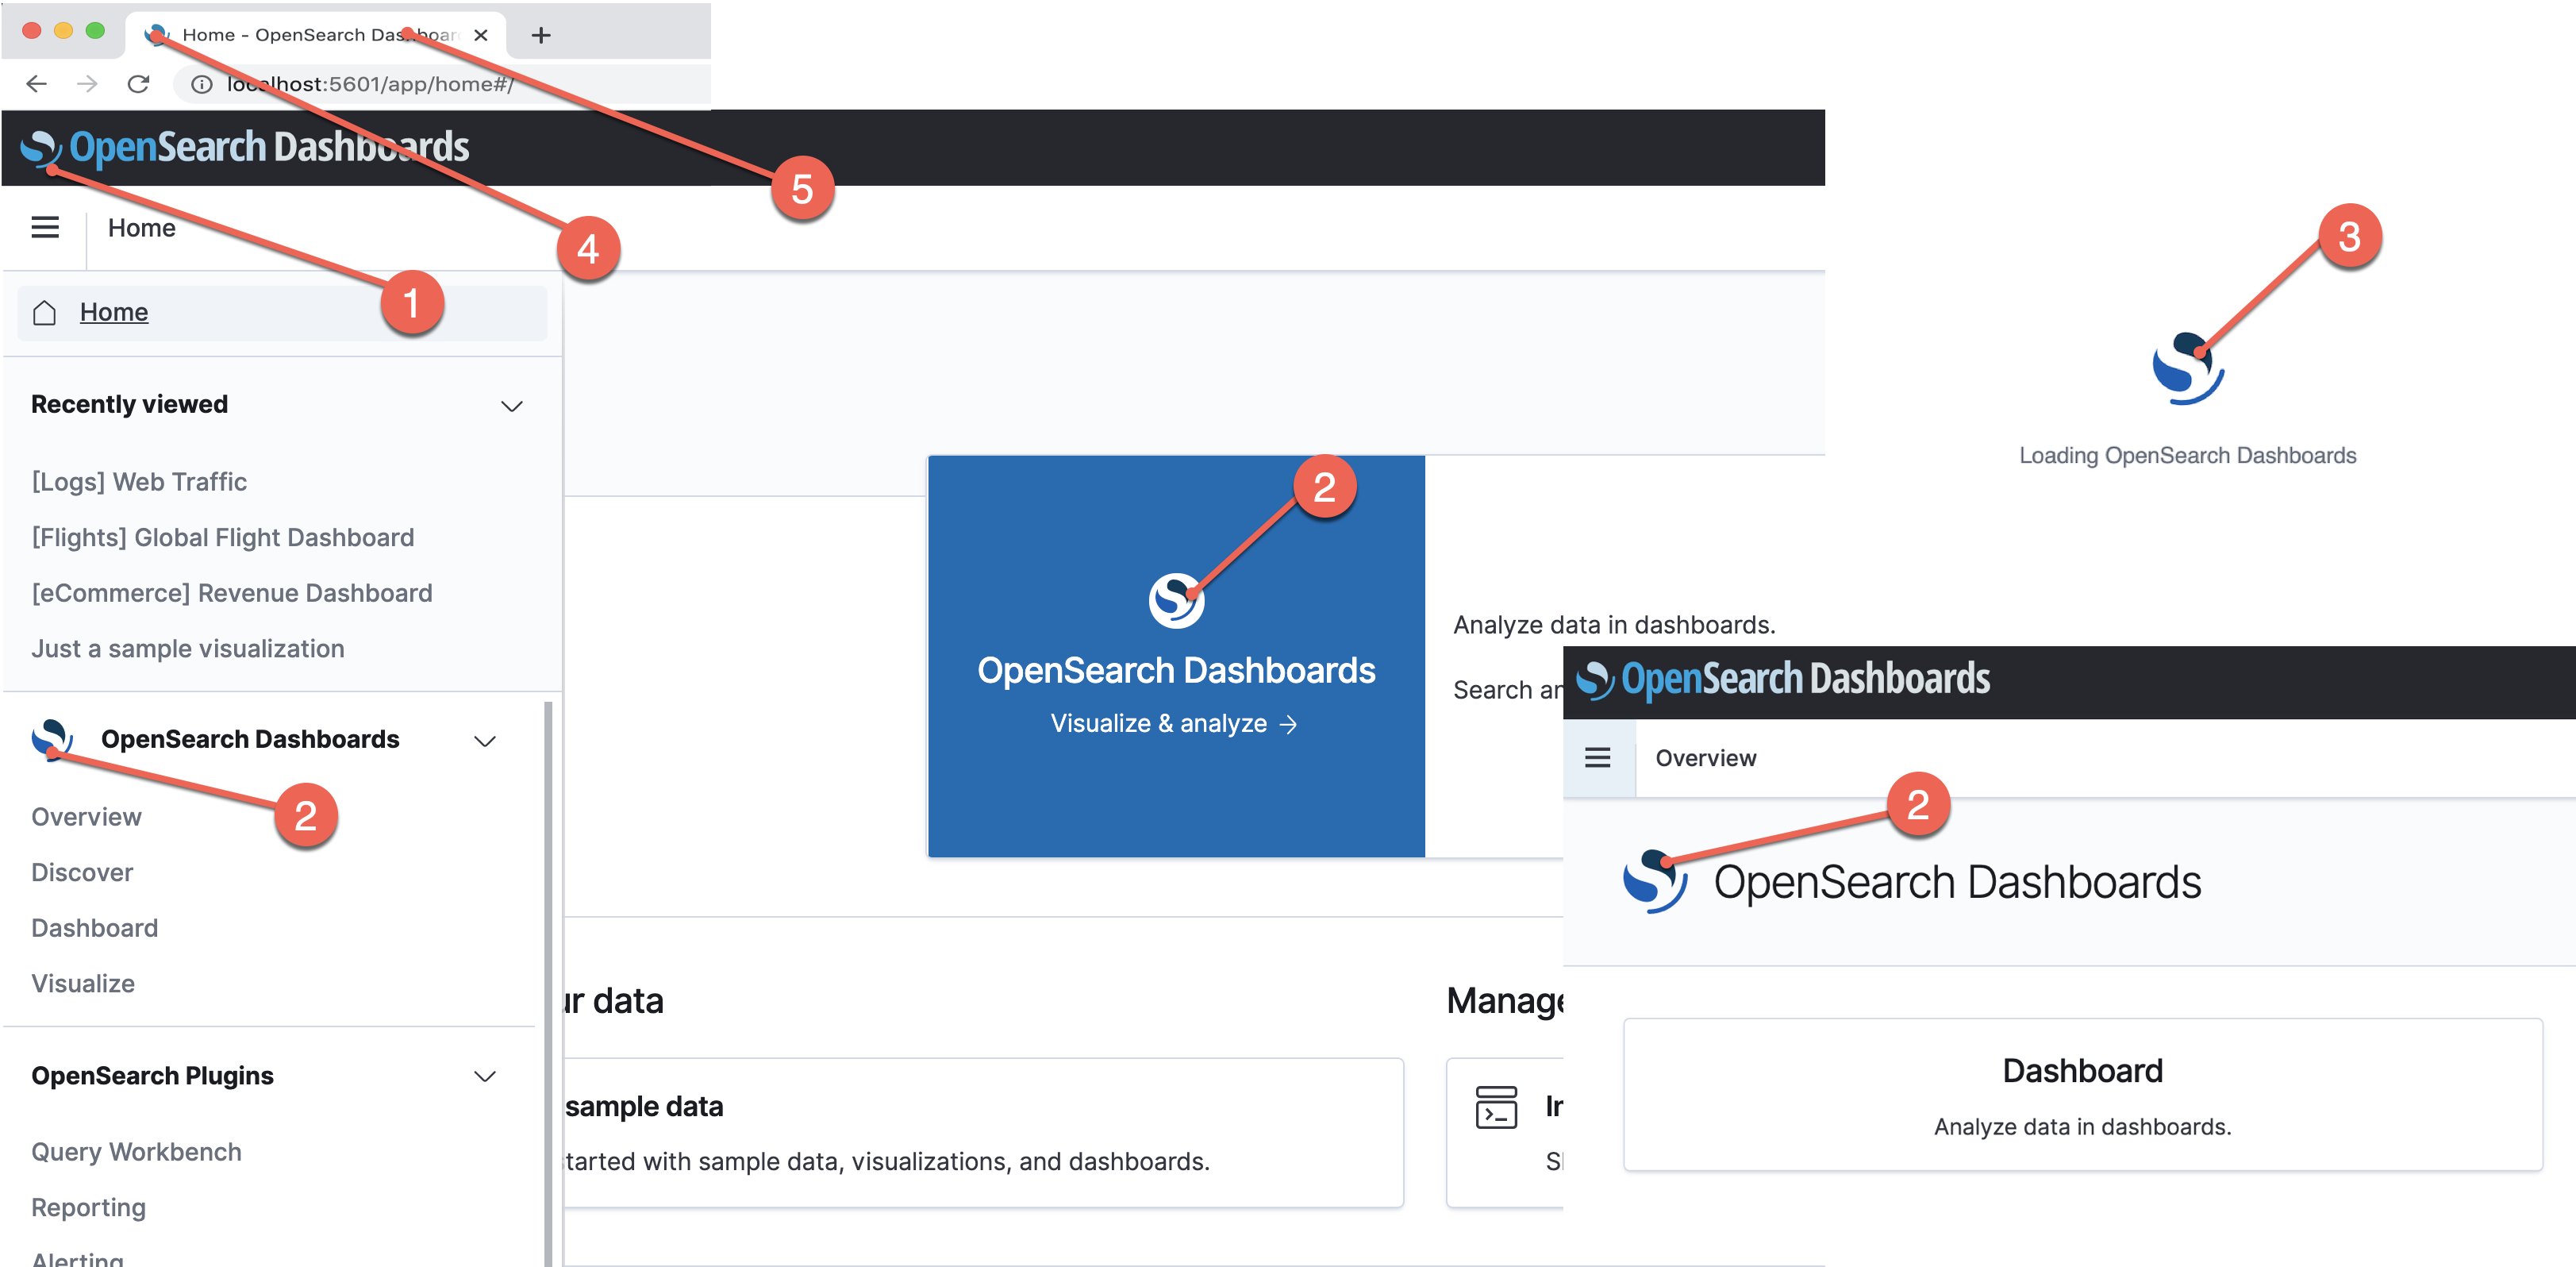 Home - OpenSearch Dashboar
localhost:5601/app/home#/
OpenSearch Dashboards
5
4
Home
1
Home
Recently viewed
[Logs] Web Traffic
[Flights] Global Flight Dashboard
[eCommerce] Revenue Dashboard
Just a sample visualization
OpenSearch Dashboards
2
Overview
Discover
Dashboard
Visualize
OpenSearch Plugins
Query Workbench
Reporting
Alerting
2
OpenSearch Dashboards
Visualize & analyze →
Analyze data in dashboards.
Search an
ur data
sample data
tarted with sample data, visualizations, and dashboards.
Manage
In
3
Loading OpenSearch Dashboards
OpenSearch Dashboards
Overview
2
OpenSearch Dashboards
Dashboard
Analyze data in dashboards.